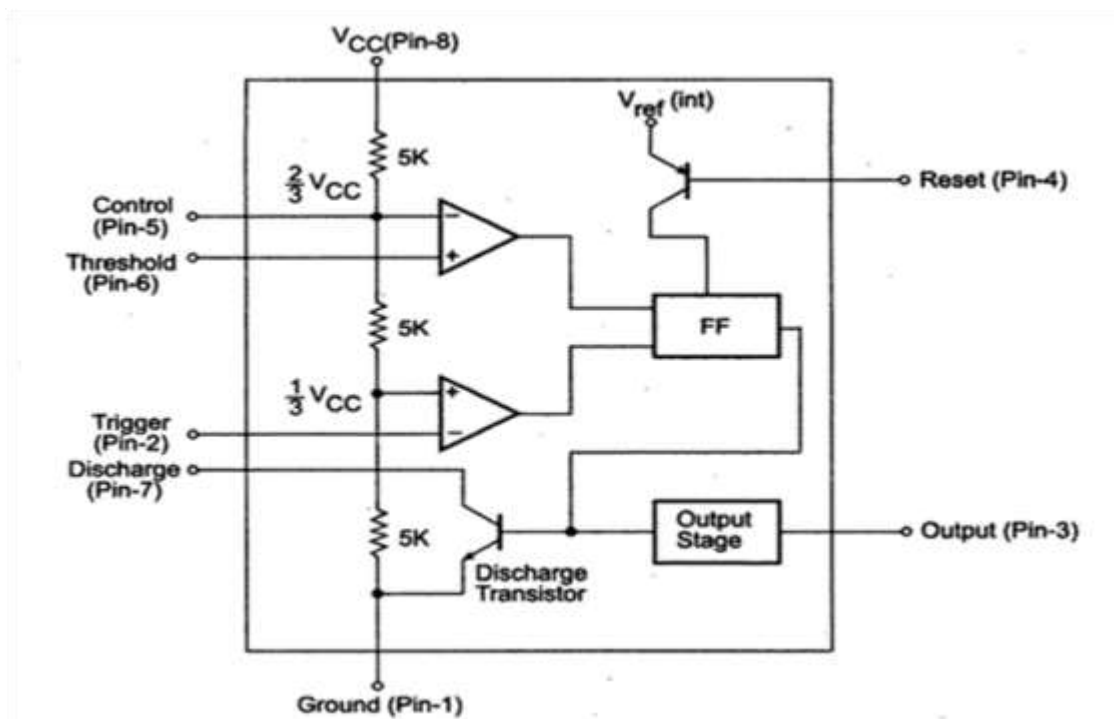 VCC(Pin-8)
Vref (int)
5K
Reset (Pin-4)
2/3 VCC
Control
(Pin-5)
−
+
Threshold
(Pin-6)
FF
5K
1/3 VCC
+
−
Trigger
(Pin-2)
Discharge
(Pin-7)
5K
Output
Stage
Output (Pin-3)
Discharge
Transistor
Ground (Pin-1)